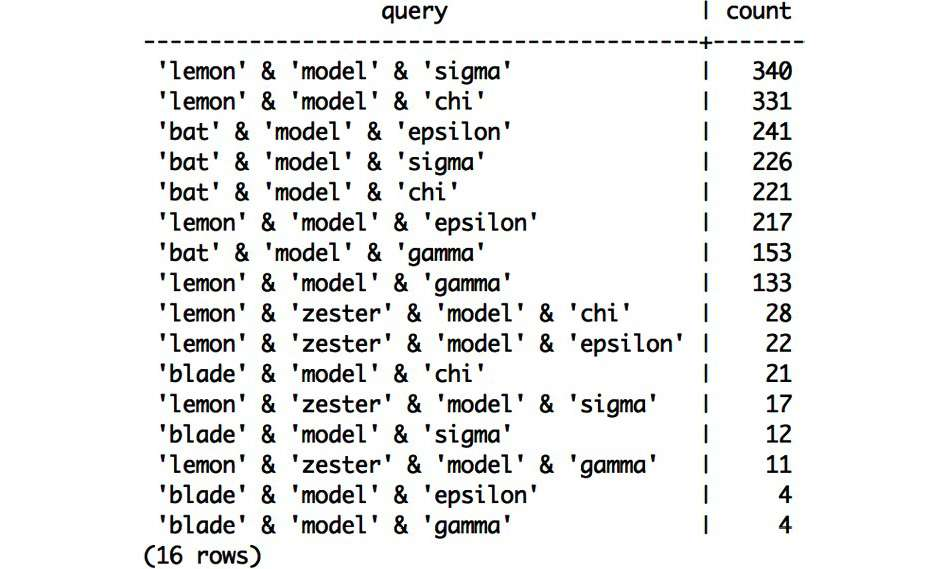 query | count
------------------------------------------+-------
'lemon' & 'model' & 'sigma' | 340
'lemon' & 'model' & 'chi' | 331
'bat' & 'model' & 'epsilon' | 241
'bat' & 'model' & 'sigma' | 226
'bat' & 'model' & 'chi' | 221
'lemon' & 'model' & 'epsilon' | 217
'bat' & 'model' & 'gamma' | 153
'lemon' & 'model' & 'gamma' | 133
'lemon' & 'zester' & 'model' & 'chi' | 28
'lemon' & 'zester' & 'model' & 'epsilon' | 22
'blade' & 'model' & 'chi' | 21
'lemon' & 'zester' & 'model' & 'sigma' | 17
'blade' & 'model' & 'sigma' | 12
'lemon' & 'zester' & 'model' & 'gamma' | 11
'blade' & 'model' & 'epsilon' | 4
'blade' & 'model' & 'gamma' | 4
(16 rows)